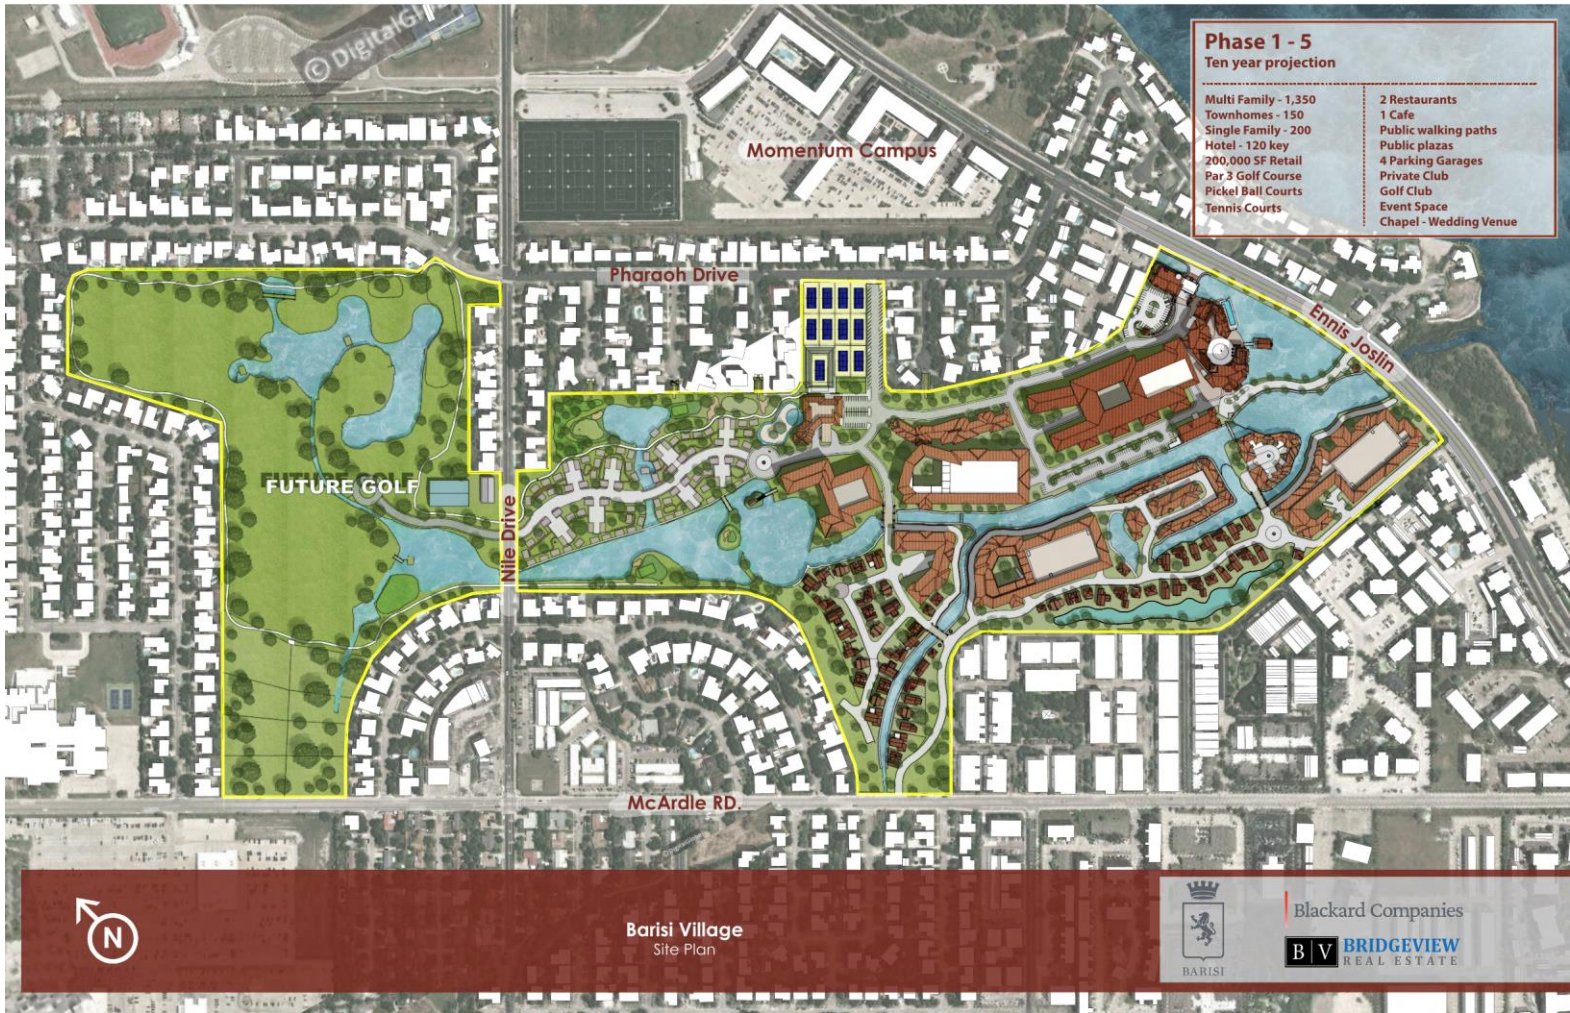 © DigitalGl
Phase 1 - 5
Ten year projection
Multi Family - 1,350
Townhomes - 150
Single Family - 200
Hotel - 120 key
200,000 SF Retail
Par 3 Golf Course
Pickel Ball Courts
Tennis Courts
2 Restaurants
1 Cafe
Public walking paths
Public plazas
4 Parking Garages
Private Club
Golf Club
Event Space
Chapel - Wedding Venue
Momentum Campus
Pharaoh Drive
Ennis Joslin
FUTURE GOLF
Nile Drive
McArdle RD.
N
Barisi Village
Site Plan
BARISI
Blackard Companies
B V BRIDGEVIEW
REAL ESTATE